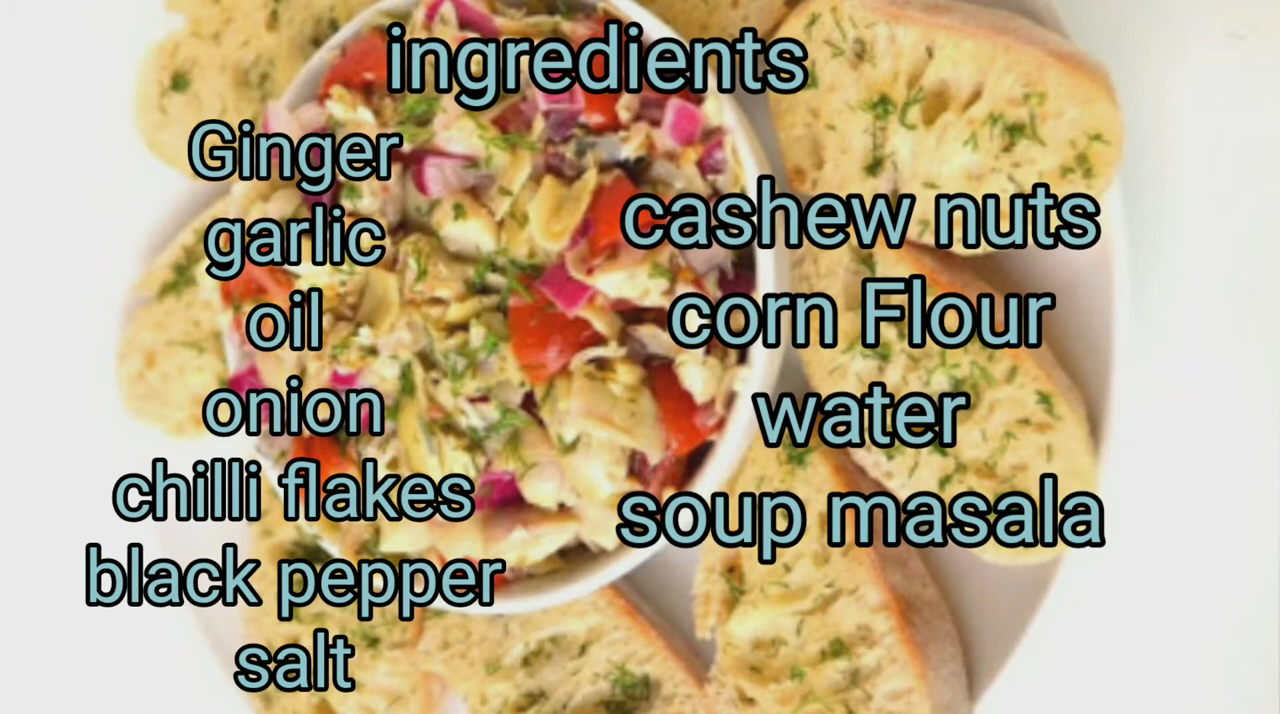 ingredients
Ginger
garlic
oil
onion
chilli flakes
black pepper
salt
cashew nuts
corn Flour
water
soup masala